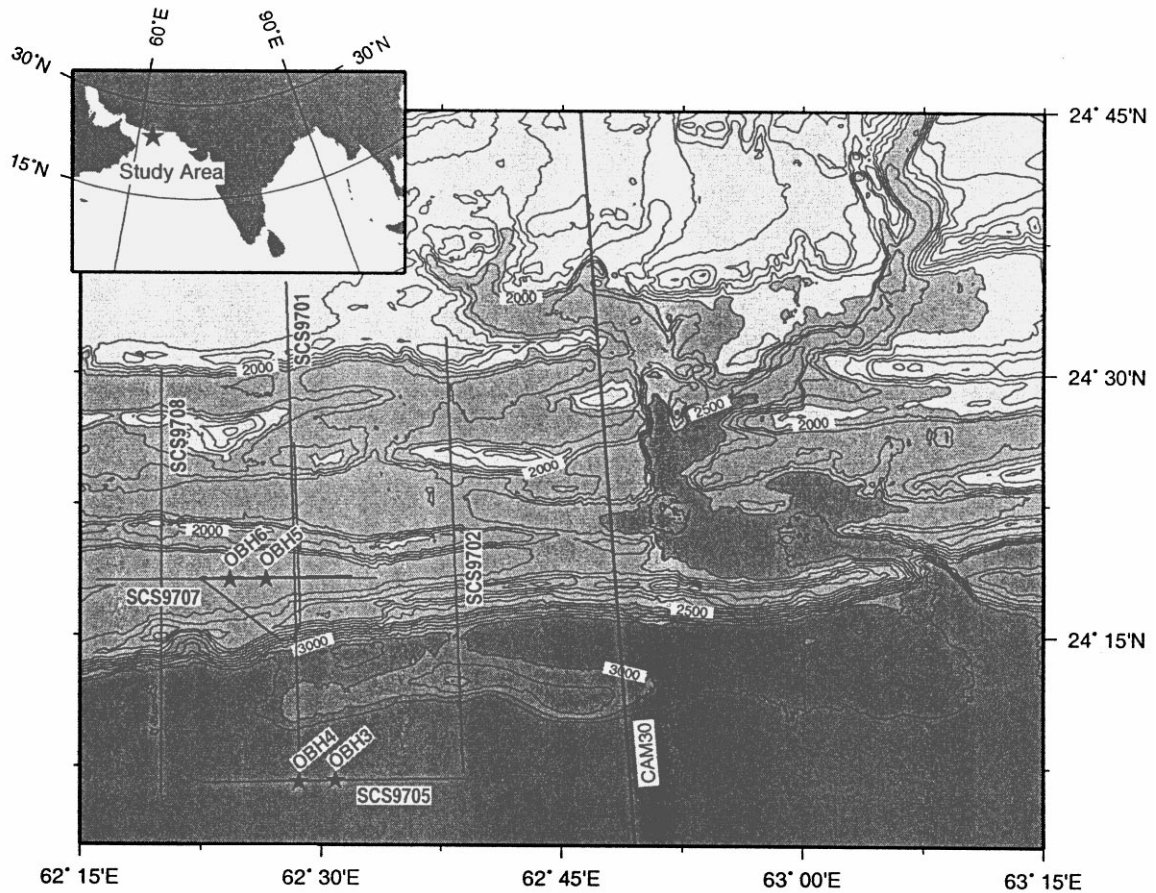 60°E
90°E
30°N
30°N
15°N
Study Area
24° 45'N
2000
SCS9701
24° 30'N
2000
SCS9708
2500
2000
2000
2000
OBH6
OBH5
SCS9702
SCS9707
2500
3000
24° 15'N
3000
OBH4
OBH3
CAM30
SCS9705
62° 15'E
62° 30'E
62° 45'E
63° 00'E
63° 15'E